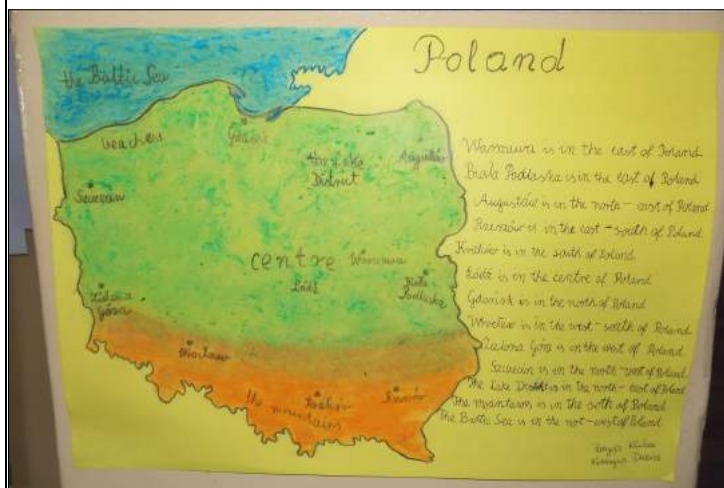 Poland
the Baltic Sea
beaches
Gdańsk
the Lake
District
Augustów
Szczecin
centre
Warszawa
Łódź
Biała
Podlaska
Zielona
Góra
Wrocław
the mountains
Kraków
Rzeszów
Warszawa is in the east of Poland
Biała Podlaska is in the east of Poland
Augustów is in the north-east of Poland
Rzeszów is in the east-south of Poland
Kraków is in the south of Poland
Łódź is in the centre of Poland
Gdańsk is in the north of Poland
Wrocław is in the west-south of Poland
Zielona Góra is in the west of Poland
Szczecin is in the north-west of Poland
The Lake District is in the north-east of Poland
The mountains is in the soth of Poland
The Baltic Sea is in the not-west of Poland